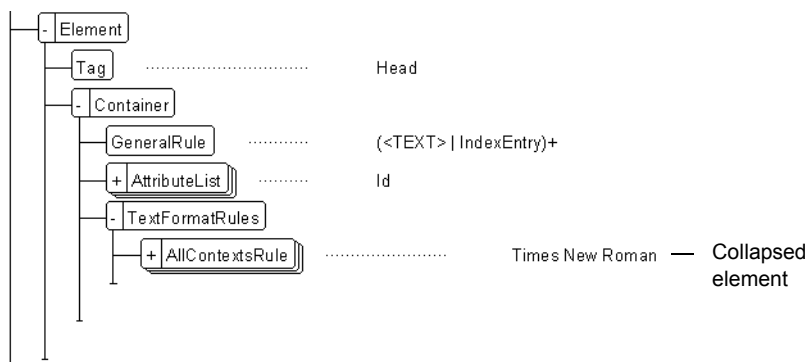 - Element
Tag Head
- Container
GeneralRule (<TEXT> | IndexEntry)+
+ AttributeList Id
- TextFormatRules
+ AllContextsRule Times New Roman — Collapsed
element